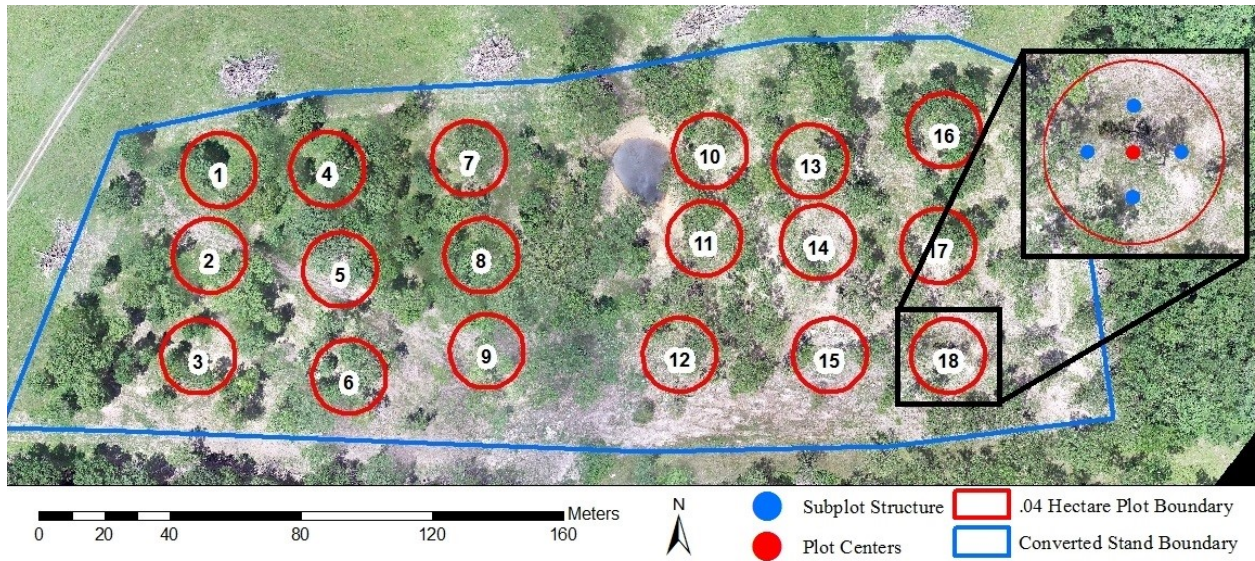 1
4
7
10
13
16
2
5
8
11
14
17
3
6
9
12
15
18
Meters
0 20 40 80 120 160
N
Subplot Structure
.04 Hectare Plot Boundary
Plot Centers
Converted Stand Boundary